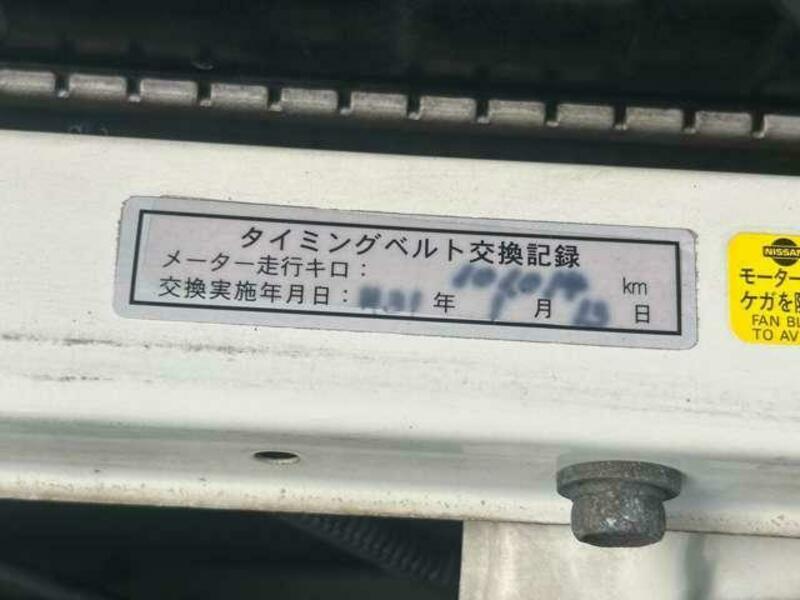 タイミングベルト交換記録
メーター走行キロ： km
交換実施年月日：H.31 年 1 月 日
NISSAN
モーター
ケガを
FAN BL
TO AV